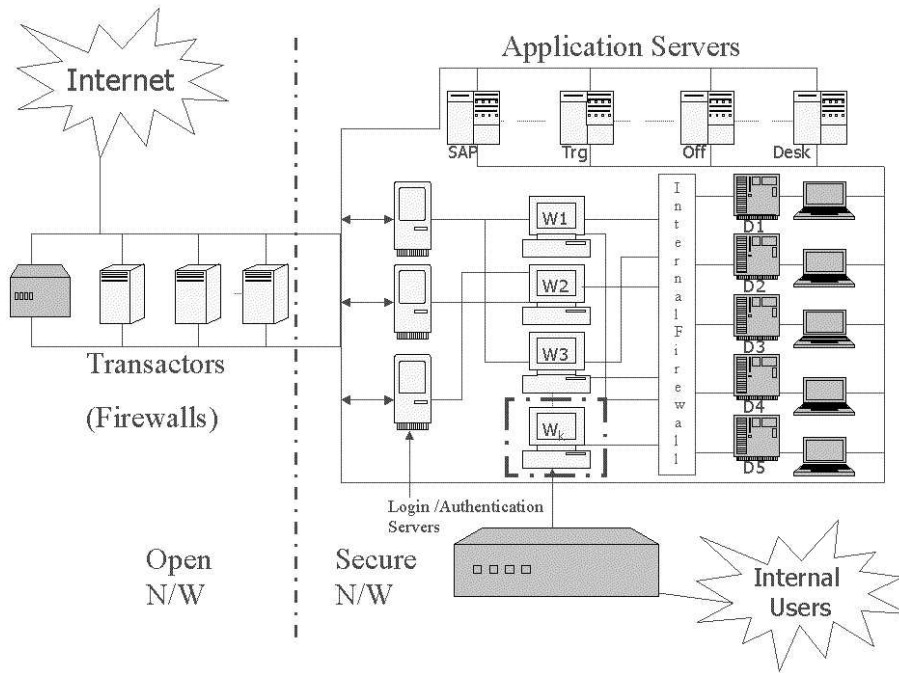 Application Servers
Internet
SAP
Trg
Off
Desk
W1
W2
W3
Wk
Internal Firewall
D1
D2
D3
D4
D5
Transactors
(Firewalls)
Login /Authentication
Servers
Open
N/W
Secure
N/W
Internal
Users